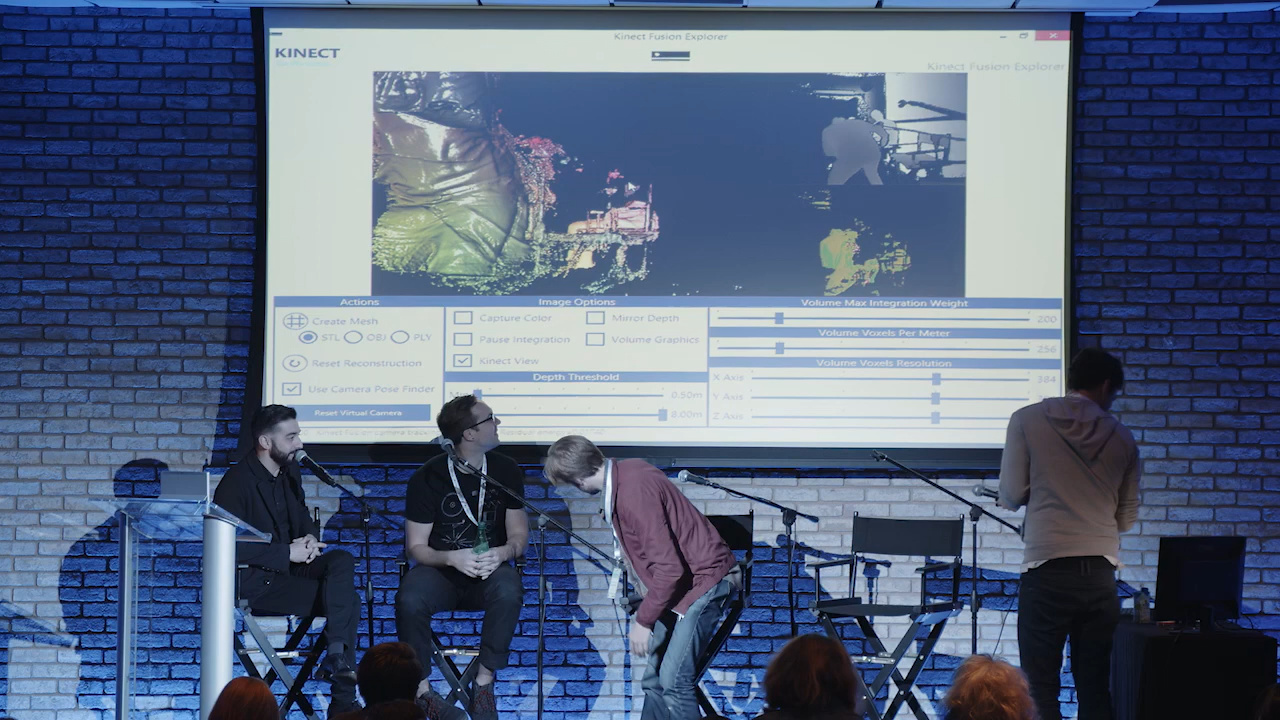 Kinect Fusion Explorer
KINECT
Kinect Fusion Explorer
Actions
Create Mesh
STL OBJ PLY
Reset Reconstruction
Use Camera Pose Finder
Reset Virtual Camera
Image Options
Capture Color Mirror Depth
Pause Integration Volume Graphics
Kinect View
Depth Threshold
0.50m
8.00m
Volume Max Integration Weight
200
Volume Voxels Per Meter
256
Volume Voxels Resolution
X Axis 384
Y Axis
Z Axis